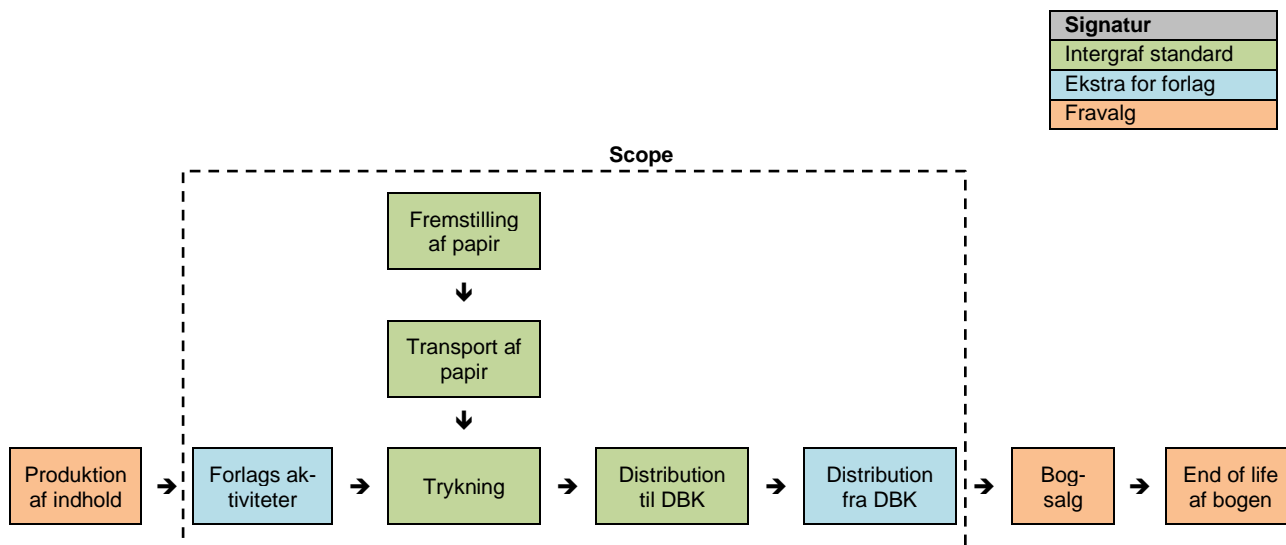 Signatur
Intergraf standard
Ekstra for forlag
Fravalg
Scope
Fremstilling
af papir
Transport af
papir
Produktion
af indhold
Forlags ak-
tiviteter
Trykning
Distribution
til DBK
Distribution
fra DBK
Bog-
salg
End of life
af bogen